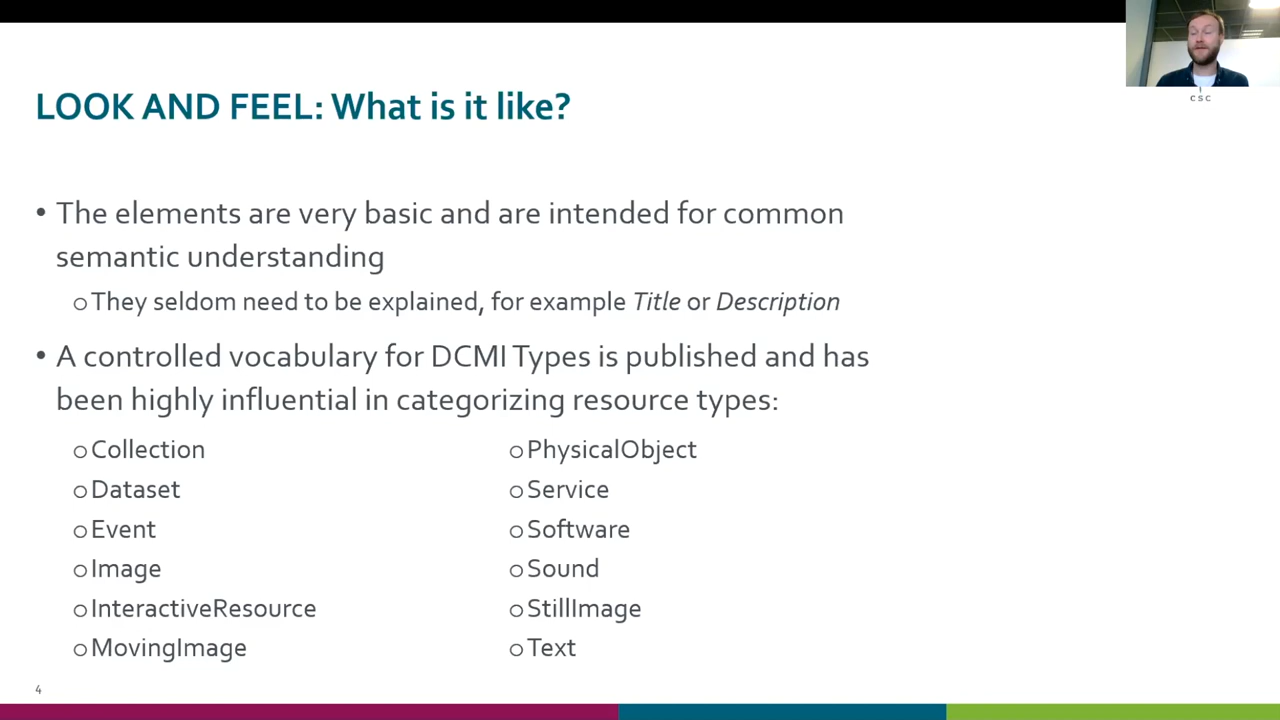 CSC
LOOK AND FEEL: What is it like?
• The elements are very basic and are intended for common
semantic understanding
o They seldom need to be explained, for example Title or Description
• A controlled vocabulary for DCMI Types is published and has
been highly influential in categorizing resource types:
o Collection
o Dataset
o Event
o Image
o InteractiveResource
o MovingImage
o PhysicalObject
o Service
o Software
o Sound
o StillImage
o Text
4